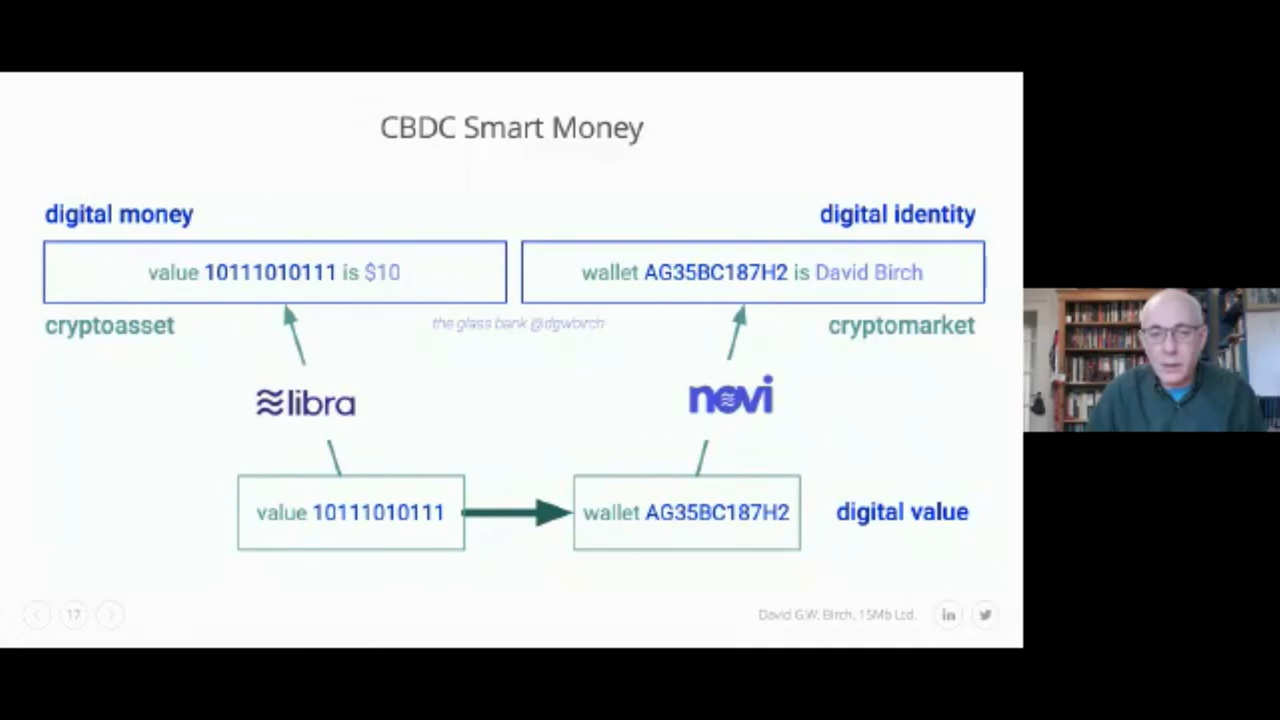 CBDC Smart Money
digital money
digital identity
value 10111010111 is $10
wallet AG35BC187H2 is David Birch
cryptoasset
the glass bank @dgwbirch
cryptomarket
libra
novi
value 10111010111
wallet AG35BC187H2
digital value
17
David G.W. Birch, 15Mb Ltd.
in